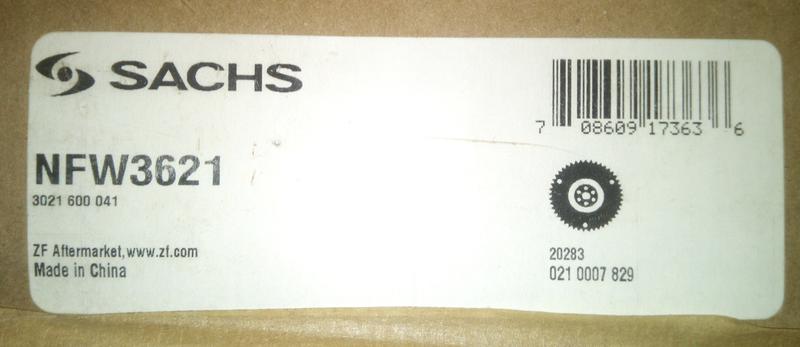 SACHS
NFW3621
3021 600 041
ZF Aftermarket, www.zf.com
Made in China
7 08609 17363 6
20283
021 0007 829